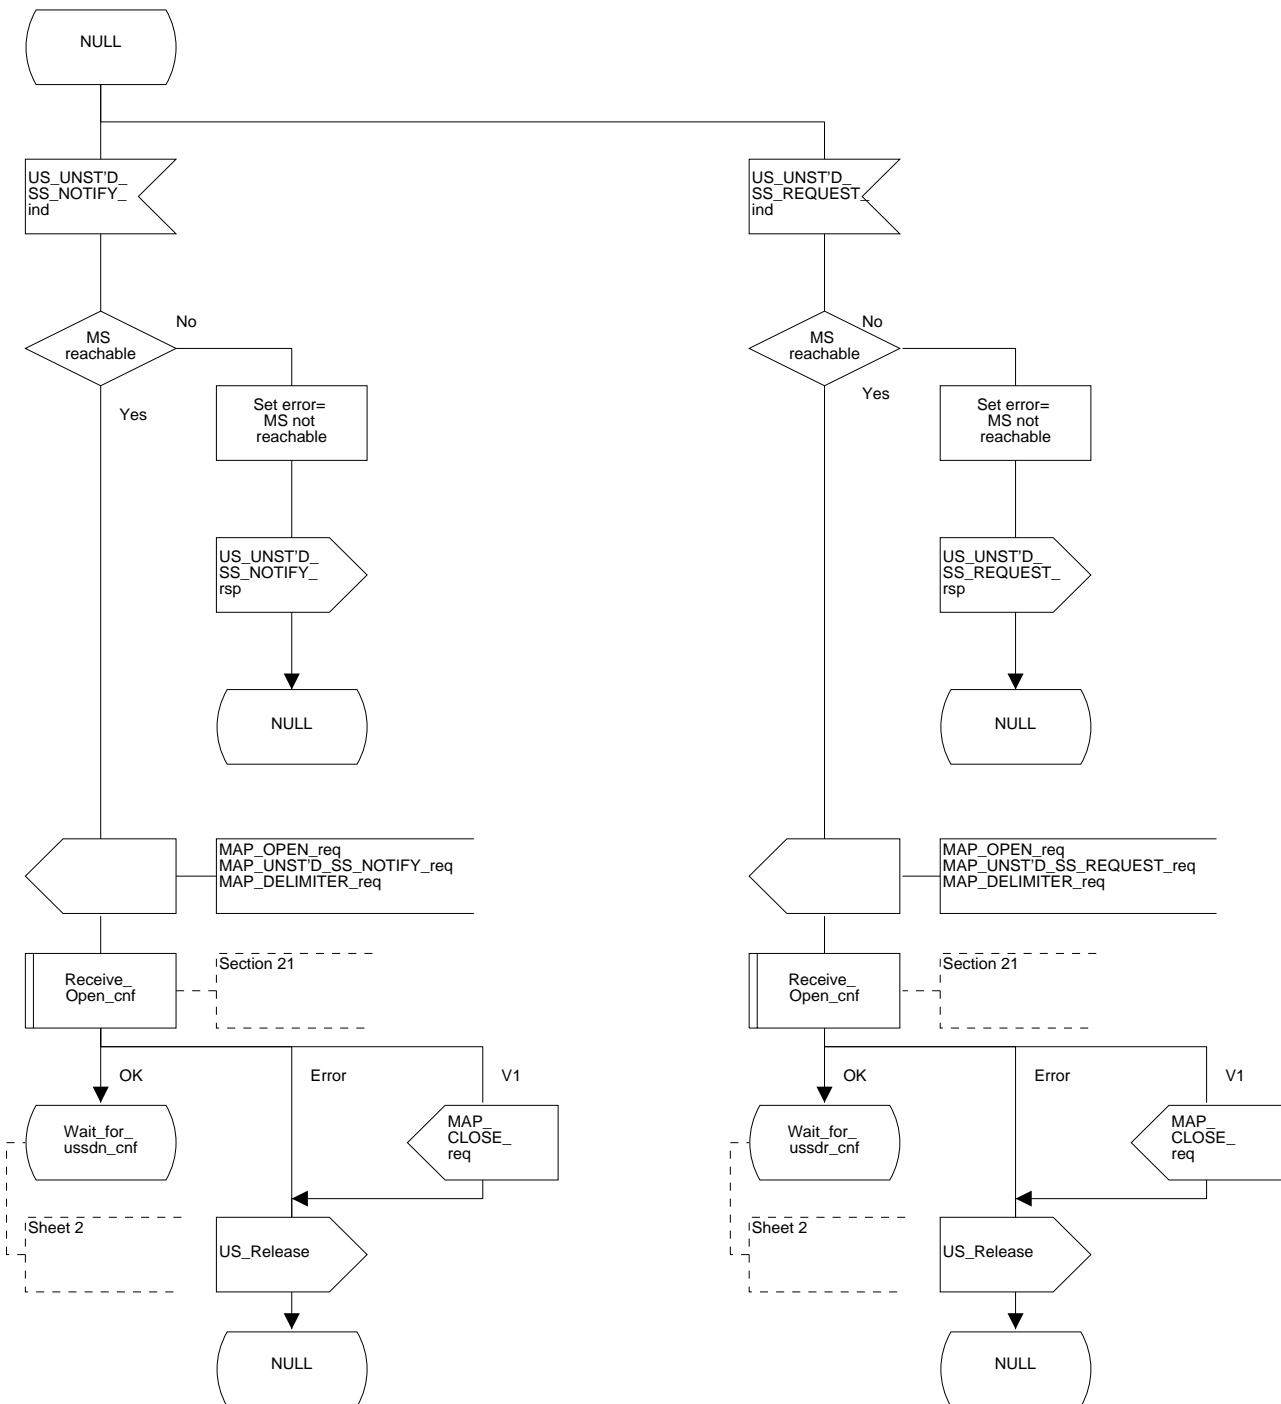 NULL
US_UNST'D_
SS_NOTIFY_
ind
US_UNST'D_
SS_REQUEST_
ind
MS
reachable
No
Yes
Set error=
MS not
reachable
US_UNST'D_
SS_NOTIFY_
rsp
NULL
MS
reachable
No
Yes
Set error=
MS not
reachable
US_UNST'D_
SS_REQUEST_
rsp
NULL
MAP_OPEN_req
MAP_UNST'D_SS_NOTIFY_req
MAP_DELIMITER_req
Receive_
Open_cnf
Section 21
OK
Error
V1
Wait_for_
ussdn_cnf
MAP_
CLOSE_
req
Sheet 2
US_Release
NULL
MAP_OPEN_req
MAP_UNST'D_SS_REQUEST_req
MAP_DELIMITER_req
Receive_
Open_cnf
Section 21
OK
Error
V1
Wait_for_
ussdr_cnf
MAP_
CLOSE_
req
Sheet 2
US_Release
NULL